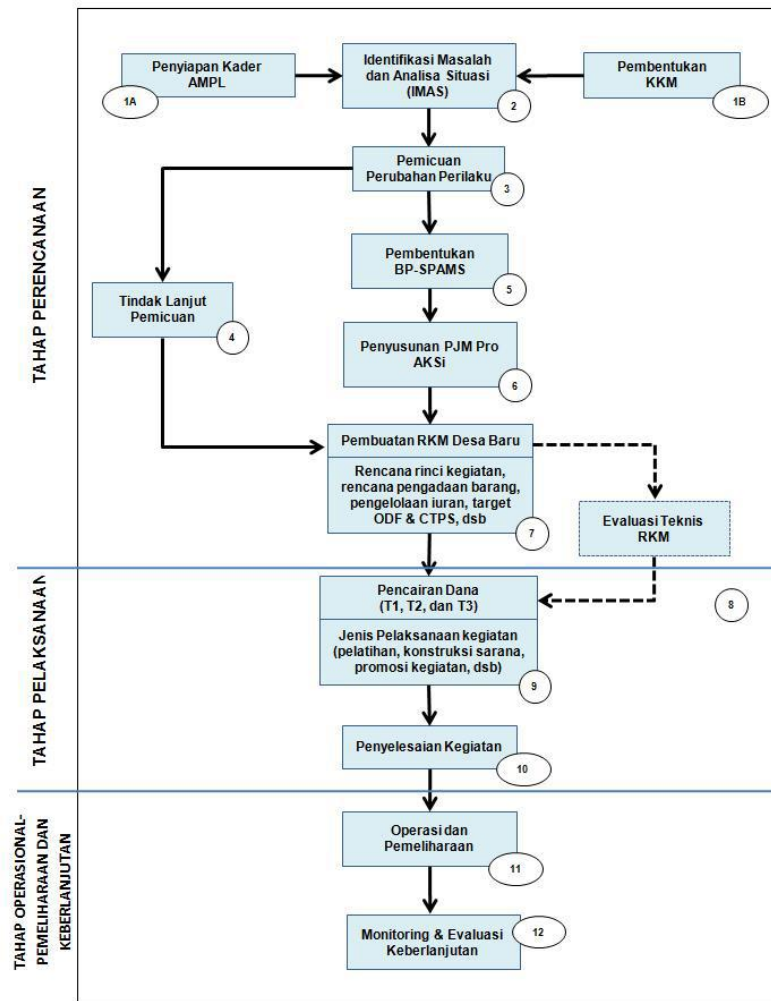 TAHAP PERENCANAAN
Penyiapan Kader
AMPL
1A
Identifikasi Masalah
dan Analisa Situasi
(IMAS)
2
Pembentukan
KKM
1B
Pemicuan
Perubahan Perilaku
3
Pembentukan
BP-SPAMS
5
Tindak Lanjut
Pemicuan
4
Penyusunan PJM Pro
AKSi
6
Pembuatan RKM Desa Baru
Rencana rinci kegiatan,
rencana pengadaan barang,
pengelolaan iuran, target
ODF & CTPS, dsb
7
Evaluasi Teknis
RKM
TAHAP PELAKSANAAN
Pencairan Dana
(T1, T2, dan T3)
8
Jenis Pelaksanaan kegiatan
(pelatihan, konstruksi sarana,
promosi kegiatan, dsb)
9
Penyelesaian Kegiatan
10
TAHAP OPERASIONAL-
PEMELIHARAAN DAN
KEBERLANJUTAN
Operasi dan
Pemeliharaan
11
Monitoring & Evaluasi
Keberlanjutan
12